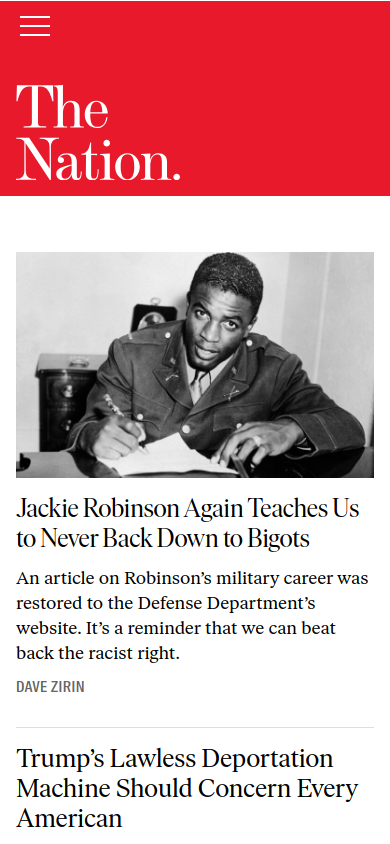 The
Nation.
Jackie Robinson Again Teaches Us
to Never Back Down to Bigots
An article on Robinson’s military career was
restored to the Defense Department’s
website. It’s a reminder that we can beat
back the racist right.
DAVE ZIRIN
Trump’s Lawless Deportation
Machine Should Concern Every
American